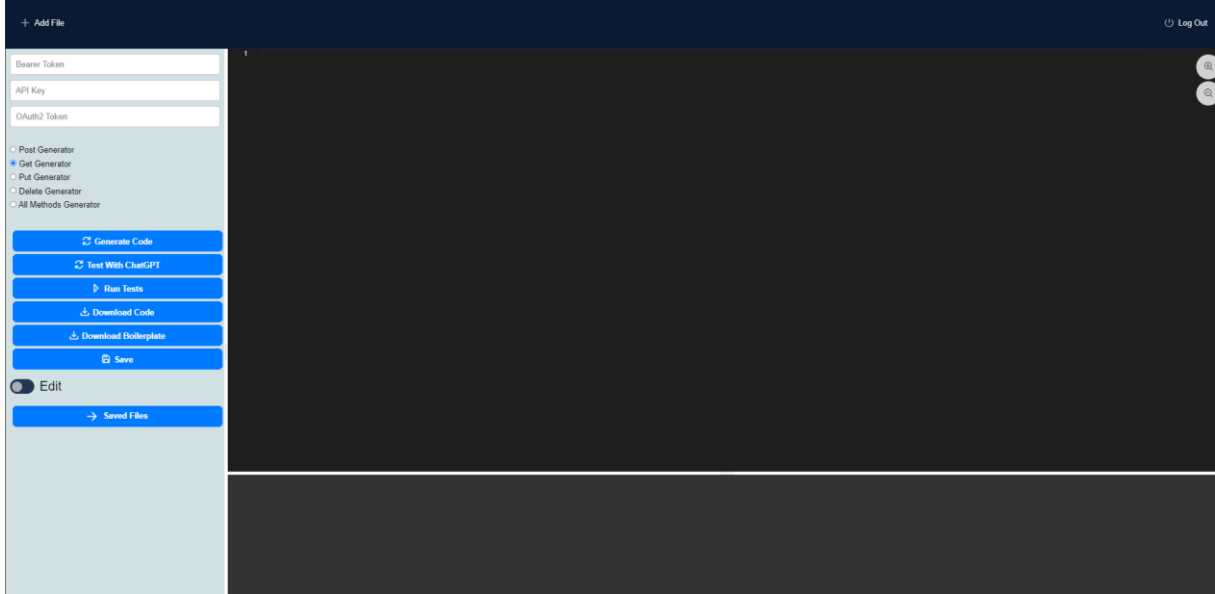 Add File
Log Out
Bearer Token
API Key
OAuth2 Token
Post Generator
Get Generator
Put Generator
Delete Generator
All Methods Generator
Generate Code
Test With ChatGPT
Run Tests
Download Code
Download Boilerplate
Save
Edit
Saved Files
1